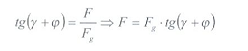 tg(γ + φ) = F / F_g ⇒ F = F_g · tg(γ + φ)